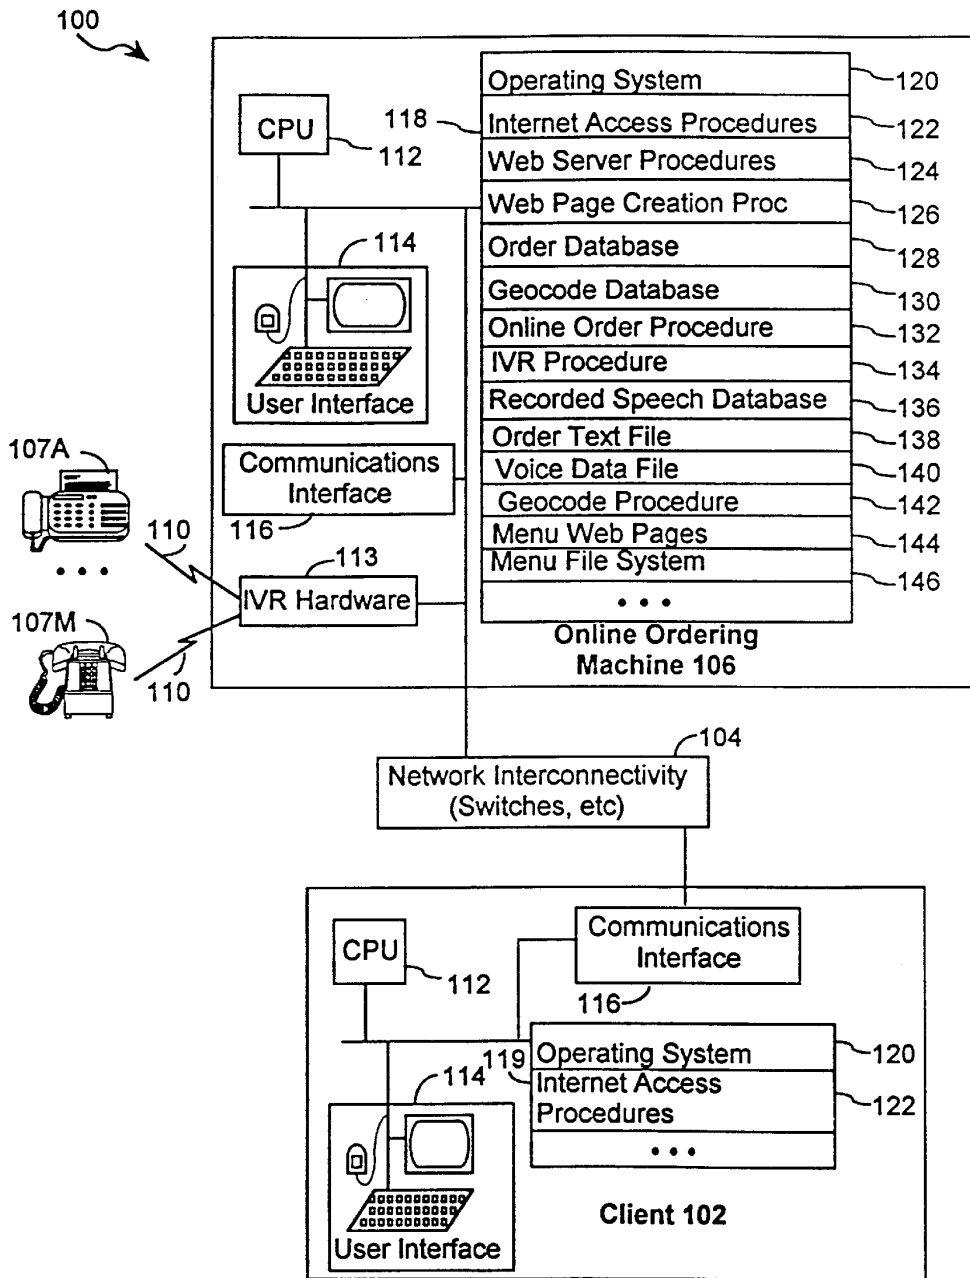 100
CPU
112
118
Operating System
120
Internet Access Procedures
122
Web Server Procedures
124
Web Page Creation Proc
126
Order Database
128
Geocode Database
130
Online Order Procedure
132
IVR Procedure
134
Recorded Speech Database
136
Order Text File
138
Voice Data File
140
Geocode Procedure
142
Menu Web Pages
144
Menu File System
146
• • •
114
User Interface
Communications
Interface
116
107A
110
• • •
113
IVR Hardware
107M
110
Online Ordering
Machine 106
104
Network Interconnectivity
(Switches, etc)
CPU
112
Communications
Interface
116
119
Operating System
120
Internet Access
Procedures
122
• • •
114
User Interface
Client 102